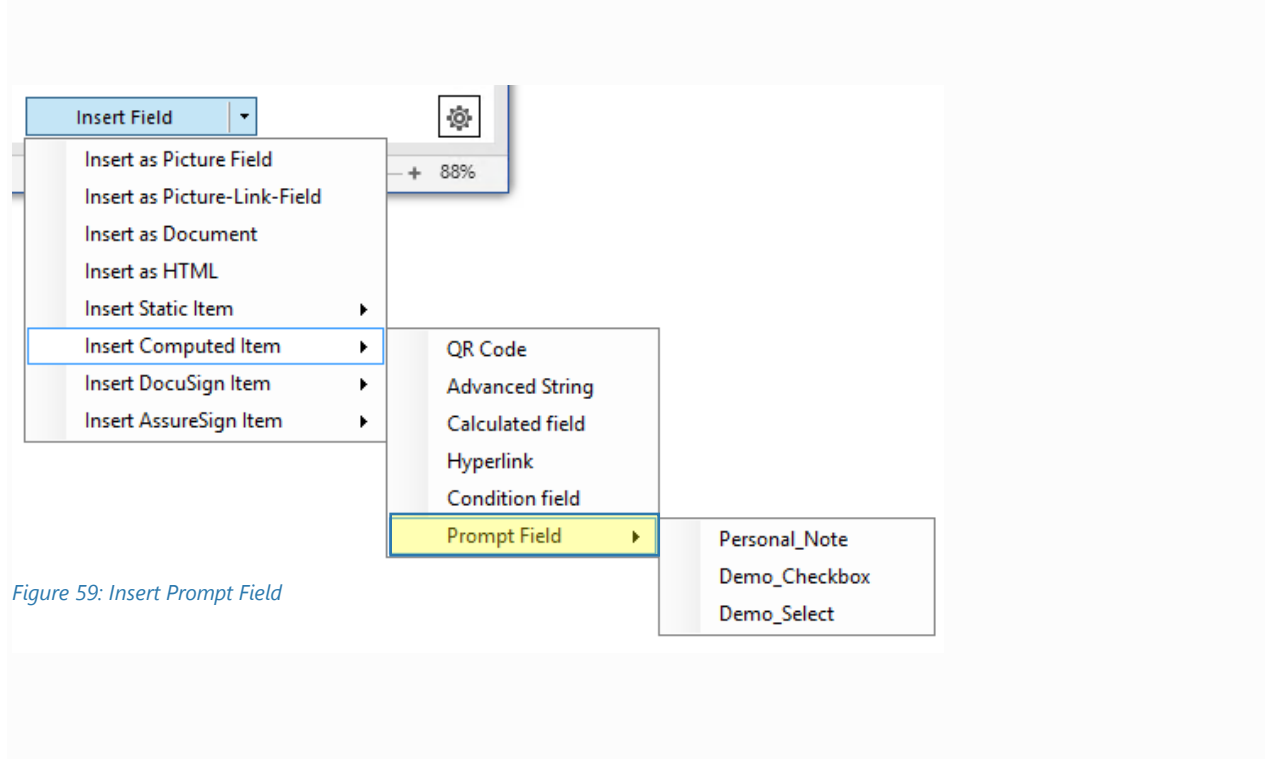 Insert Field
88%
Insert as Picture Field
Insert as Picture-Link-Field
Insert as Document
Insert as HTML
Insert Static Item
Insert Computed Item
Insert DocuSign Item
Insert AssureSign Item
QR Code
Advanced String
Calculated field
Hyperlink
Condition field
Prompt Field
Personal_Note
Demo_Checkbox
Demo_Select
Figure 59: Insert Prompt Field